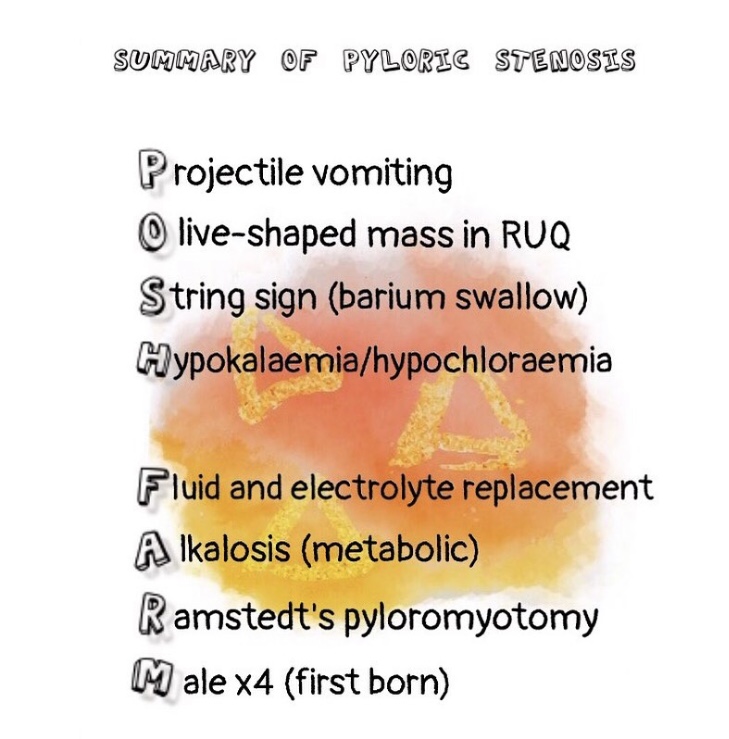 SUMMARY OF PYLORIC STENOSIS
Projectile vomiting
Olive-shaped mass in RUQ
String sign (barium swallow)
Hypokalaemia/hypochloraemia
Fluid and electrolyte replacement
Alkalosis (metabolic)
Ramstedt's pyloromyotomy
Male x4 (first born)